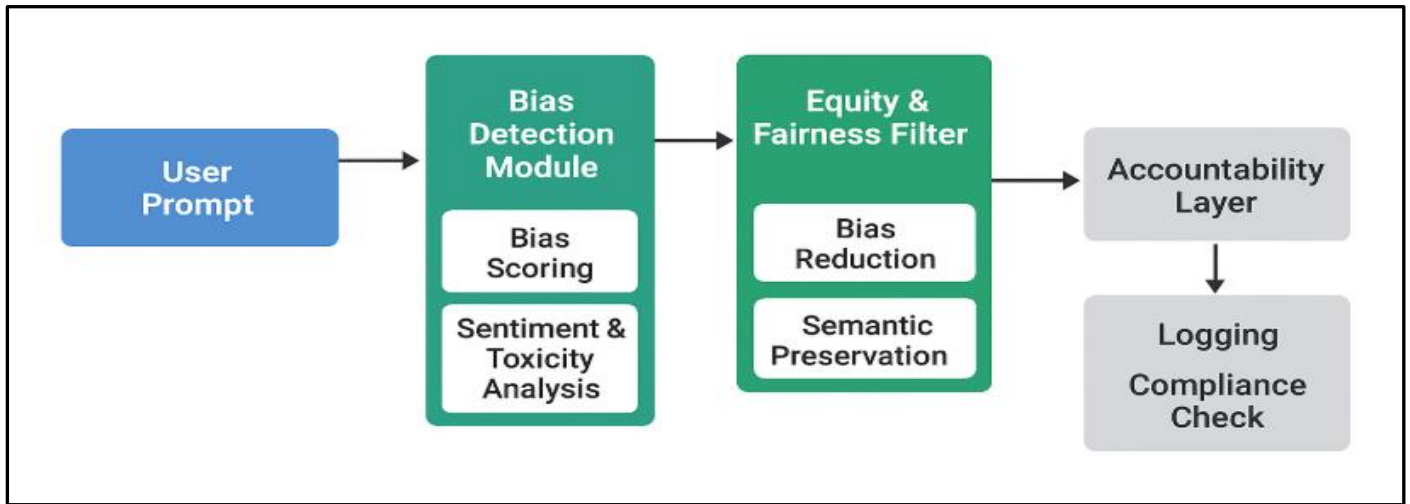 User
Prompt
Bias
Detection
Module
Bias
Scoring
Sentiment &
Toxicity
Analysis
Equity &
Fairness Filter
Bias
Reduction
Semantic
Preservation
Accountability
Layer
Logging
Compliance
Check